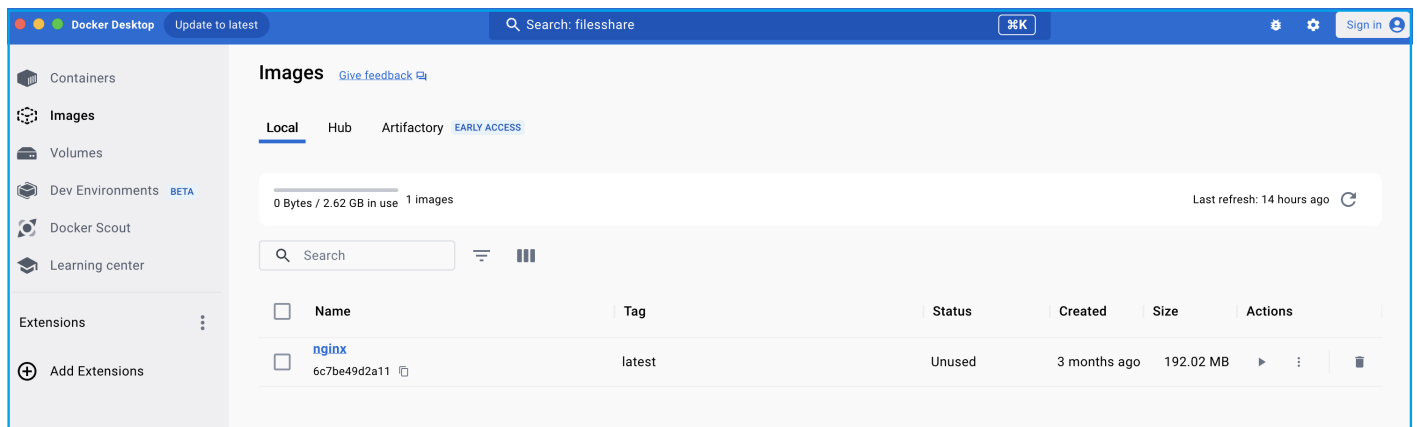 Docker Desktop Update to latest Search: filesshare ⌘K Sign in
Containers
Images
Volumes
Dev Environments BETA
Docker Scout
Learning center
Extensions
Add Extensions
Images Give feedback
Local Hub Artifactory EARLY ACCESS
0 Bytes / 2.62 GB in use 1 images Last refresh: 14 hours ago
Search
Name Tag Status Created Size Actions
nginx
6c7be49d2a11 latest Unused 3 months ago 192.02 MB